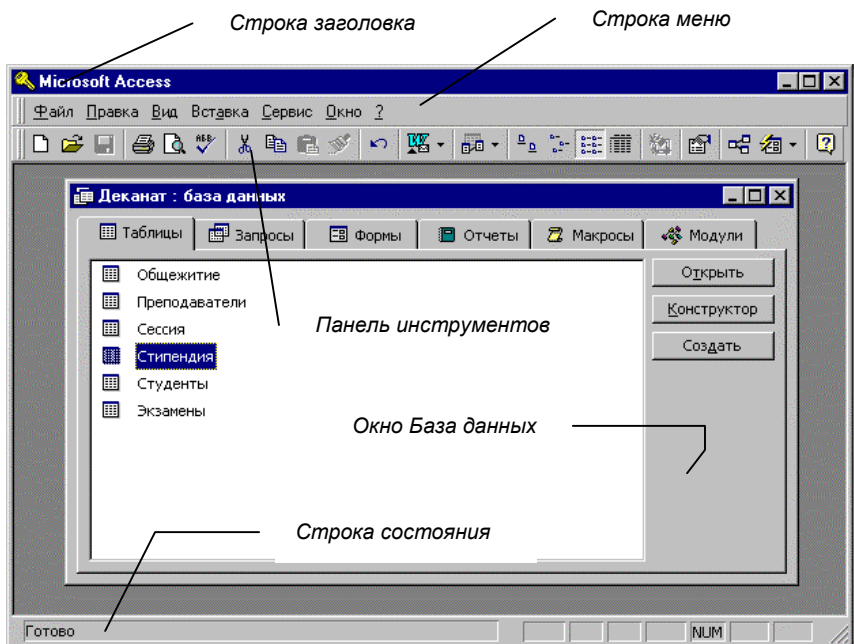 Строка заголовка Строка меню
Microsoft Access
Файл Правка Вид Вставка Сервис Окно ?
Деканат : база данных
Таблицы Запросы Формы Отчеты Макросы Модули
Общежитие Открыть
Преподаватели Конструктор
Сессия Панель инструментов
Стипендия Создать
Студенты
Экзамены
Окно База данных
Строка состояния
Готово NUM